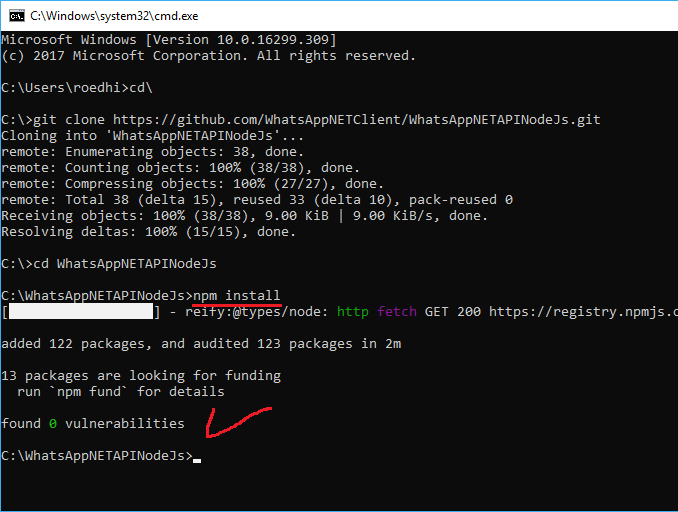 C:\Windows\system32\cmd.exe
Microsoft Windows [Version 10.0.16299.309]
(c) 2017 Microsoft Corporation. All rights reserved.
C:\Users\roedhi>cd\
C:\>git clone https://github.com/WhatsAppNETClient/WhatsAppNETAPINodeJs.git
Cloning into 'WhatsAppNETAPINodeJs'...
remote: Enumerating objects: 38, done.
remote: Counting objects: 100% (38/38), done.
remote: Compressing objects: 100% (27/27), done.
remote: Total 38 (delta 15), reused 33 (delta 10), pack-reused 0
Receiving objects: 100% (38/38), 9.00 KiB | 9.00 KiB/s, done.
Resolving deltas: 100% (15/15), done.
C:\>cd WhatsAppNETAPINodeJs
C:\WhatsAppNETAPINodeJs>npm install
[ ] - reify:@types/node: http fetch GET 200 https://registry.npmjs.c
added 122 packages, and audited 123 packages in 2m
13 packages are looking for funding
run `npm fund` for details
found 0 vulnerabilities
C:\WhatsAppNETAPINodeJs>